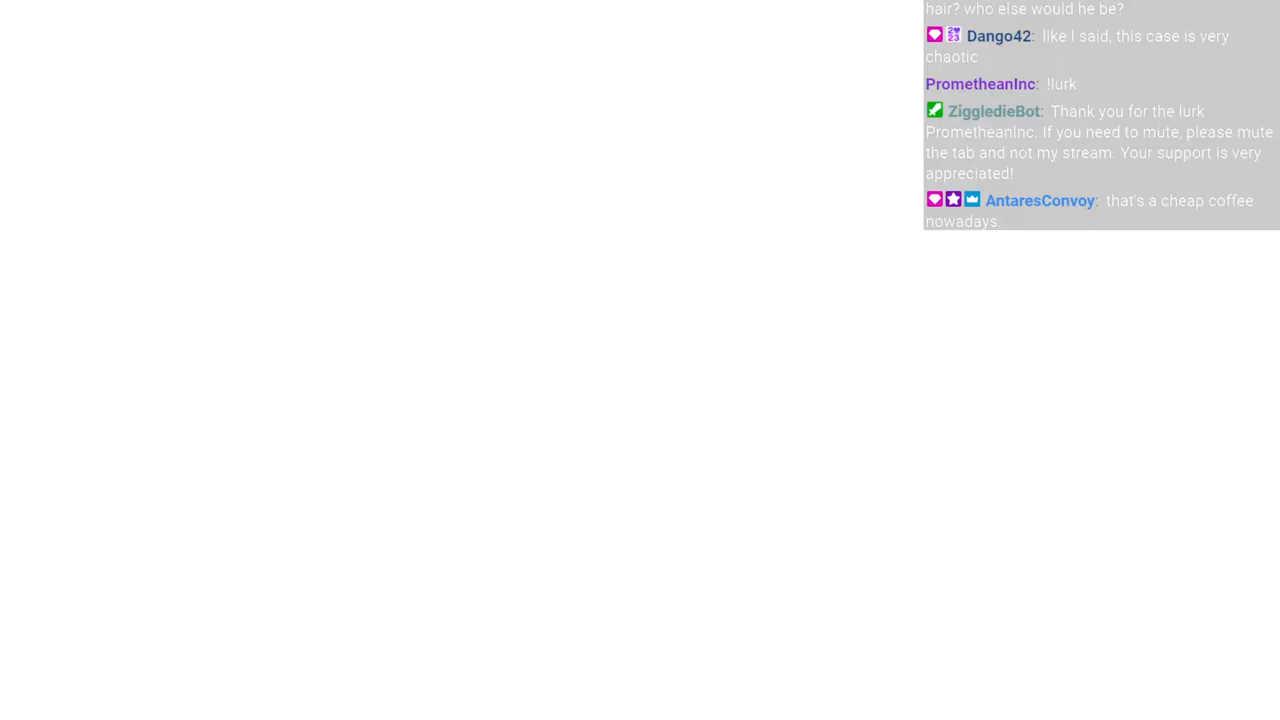 hair? who else would he be?
Dango42: like I said, this case is very
chaotic
PrometheanInc: !lurk
ZiggledieBot: Thank you for the lurk
PrometheanInc. If you need to mute, please mute
the tab and not my stream. Your support is very
appreciated!
AntaresConvoy: that's a cheap coffee
nowadays.